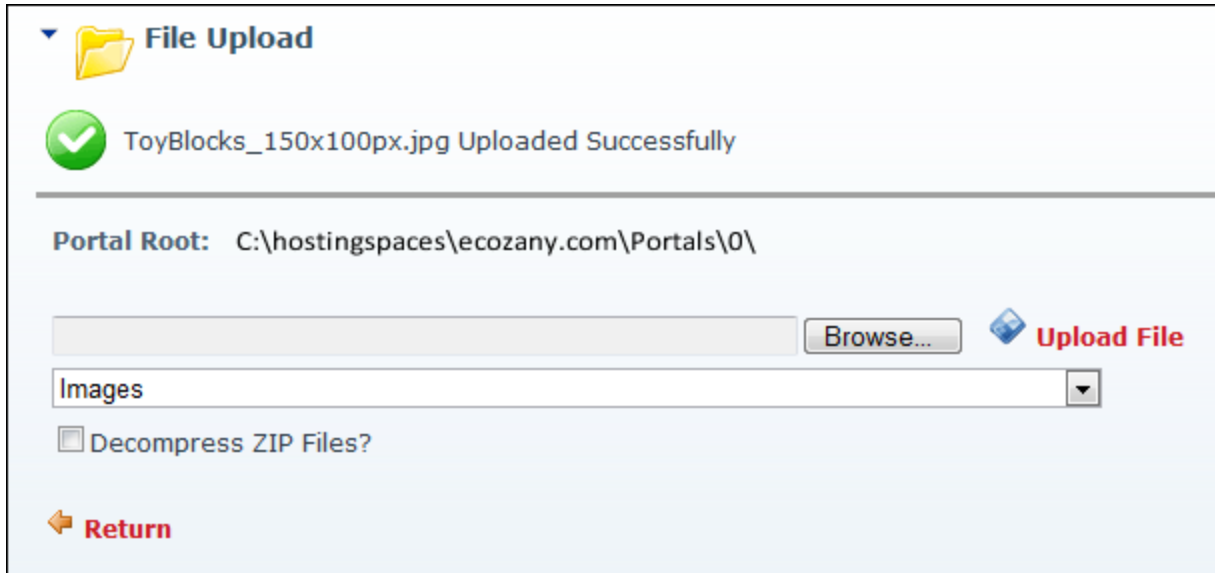 File Upload
ToyBlocks_150x100px.jpg Uploaded Successfully
Portal Root: C:\hostingspaces\ecozany.com\Portals\0\
Browse... Upload File
Images
Decompress ZIP Files?
Return